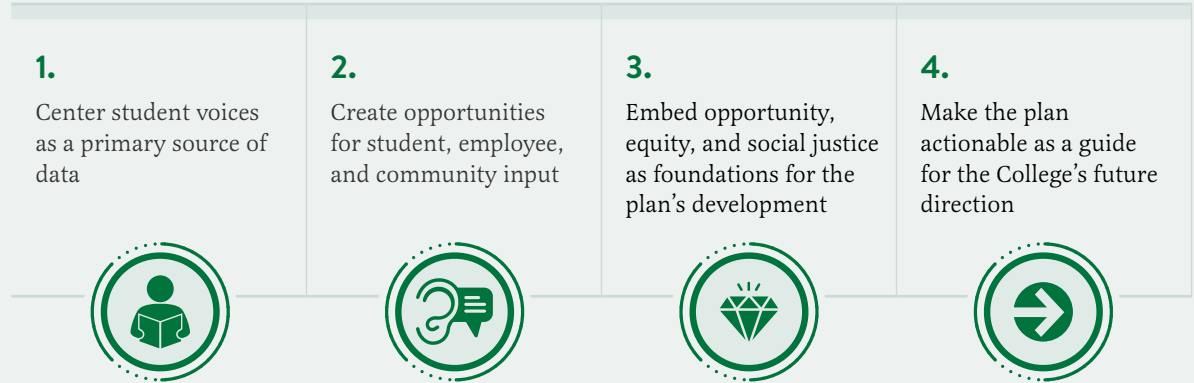 1.
Center student voices
as a primary source of
data
2.
Create opportunities
for student, employee,
and community input
3.
Embed opportunity,
equity, and social justice
as foundations for the
plan’s development
4.
Make the plan
actionable as a guide
for the College’s future
direction